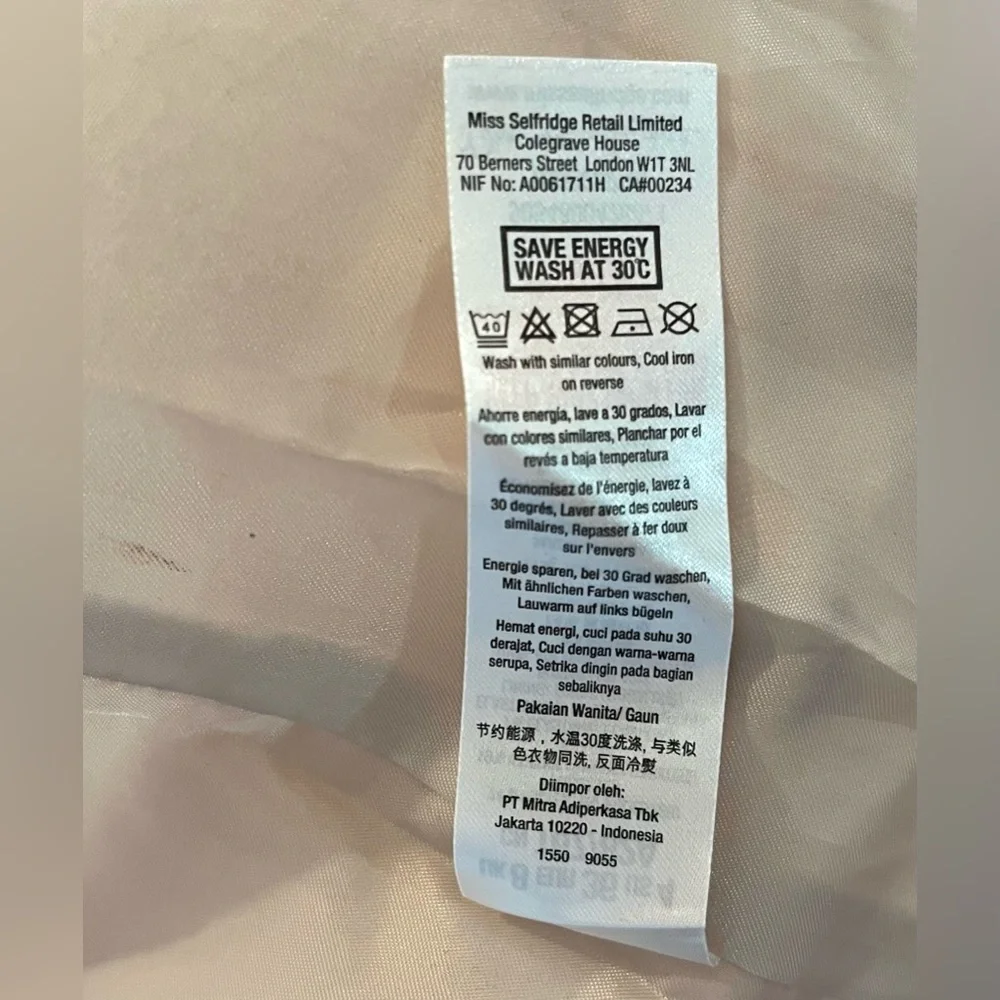 Miss Selfridge Retail Limited
Colegrave House
70 Berners Street London W1T 3NL
NIF No: A0061711H CA#00234
SAVE ENERGY
WASH AT 30℃
40
Wash with similar colours, Cool iron
on reverse
Ahorre energía, lave a 30 grados, Lavar
con colores similares, Planchar por el
revés a baja temperatura
Économisez de l'énergie, lavez à
30 degrés, Laver avec des couleurs
similaires, Repasser à fer doux
sur l'envers
Energie sparen, bei 30 Grad waschen,
Mit ähnlichen Farben waschen,
Lauwarm auf links bügeln
Hemat energi, cuci pada suhu 30
derajat, Cuci dengan warna-warna
serupa, Setrika dingin pada bagian
sebaliknya
Pakaian Wanita/ Gaun
节约能源，水温30度洗涤, 与类似
色衣物同洗, 反面冷熨
Diimpor oleh:
PT Mitra Adiperkasa Tbk
Jakarta 10220 - Indonesia
1550 9055
UK 8 EUR 36 US 4